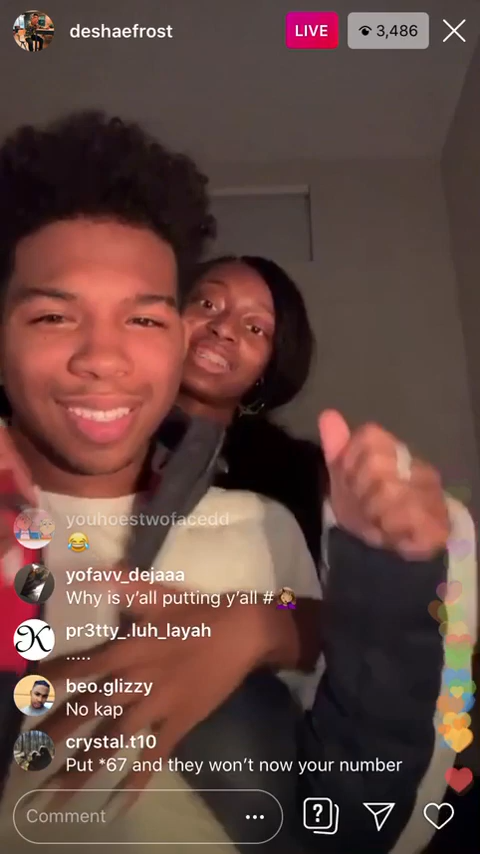 deshaefrost
LIVE
3,486
youhoestwofacedd
😂
yofavv_dejaaa
Why is y'all putting y'all # 🤦🏼‍♀️
pr3tty_.luh_layah
.....
beo.glizzy
No kap
crystal.t10
Put *67 and they won't now your number
Comment